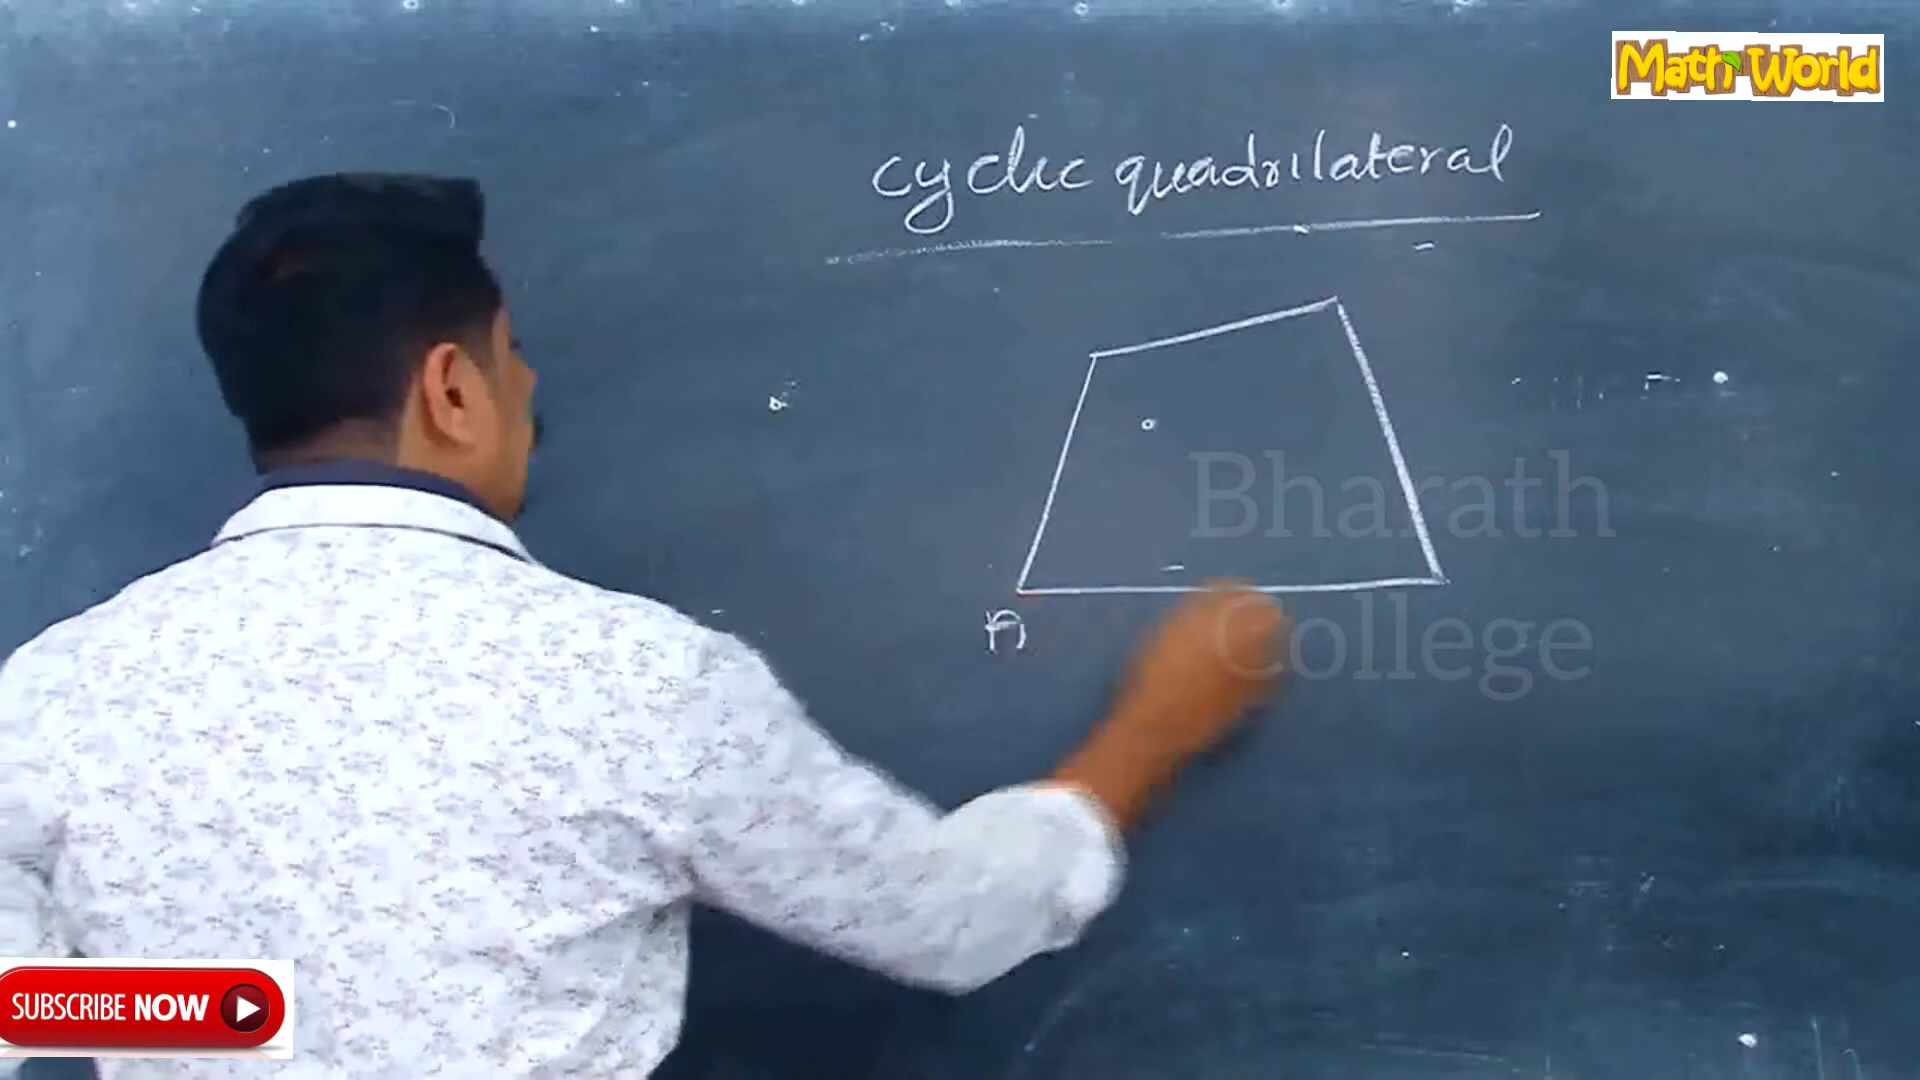 Math World
cyclic quadrilateral
Bharath
College
A
SUBSCRIBE NOW